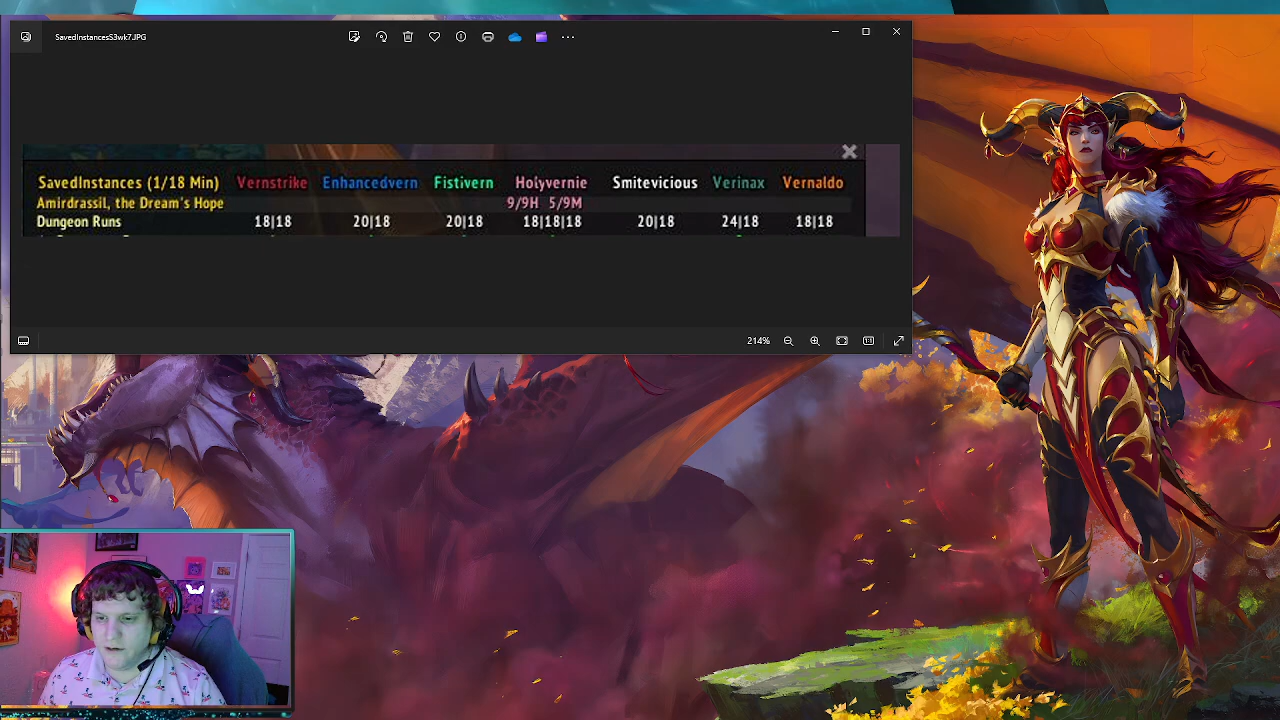 SavedInstancesS3wk7.JPG
SavedInstances (1/18 Min) Vernstrike Enhancedvern Fistivern Holyvernie Smitevicious Verinax Vernaldo
Amirdrassil, the Dream's Hope 9/9H 5/9M
Dungeon Runs 18|18 20|18 20|18 18|18|18 20|18 24|18 18|18
214%